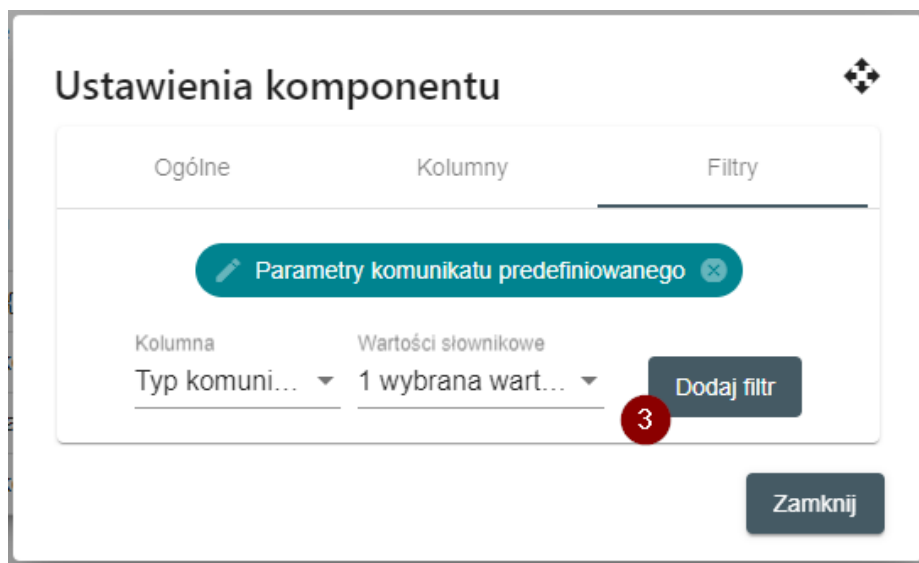 Ustawienia komponentu
Ogólne Kolumny Filtry
Parametry komunikatu predefiniowanego
Kolumna Wartości słownikowe
Typ komuni... 1 wybrana wart... Dodaj filtr
3
Zamknij